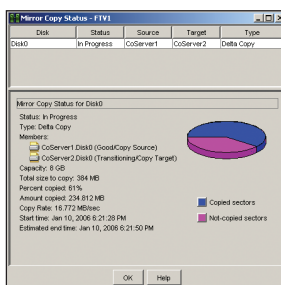 Mirror Copy Status - FTV1
Disk Status Source Target Type
Disk0 In Progress CoServer1 CoServer2 Delta Copy
Mirror Copy Status for Disk0
Status: In Progress
Type: Delta Copy
Members:
CoServer1.Disk0 (Good/Copy Source)
CoServer2.Disk0 (Transitioning/Copy Target)
Capacity: 8 GB
Total size to copy: 384 MB
Percent copied: 61%
Amount copied: 234.812 MB
Copy Rate: 16.772 MB/sec
Start time: Jan 10, 2006 6:21:28 PM
Estimated end time: Jan 10, 2006 6:21:50 PM
Copied sectors
Not-copied sectors
OK Help